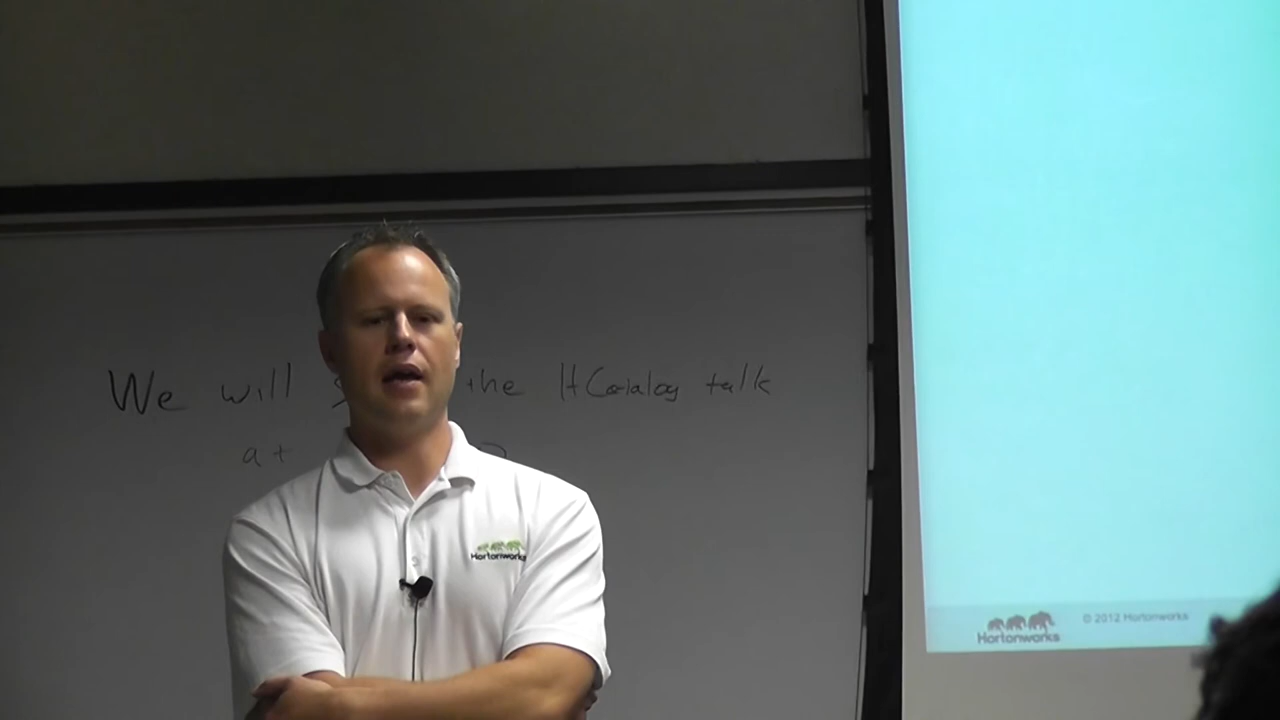 We will the HCatalog talk
at
Hortonworks
Hortonworks
© 2012 Hortonworks